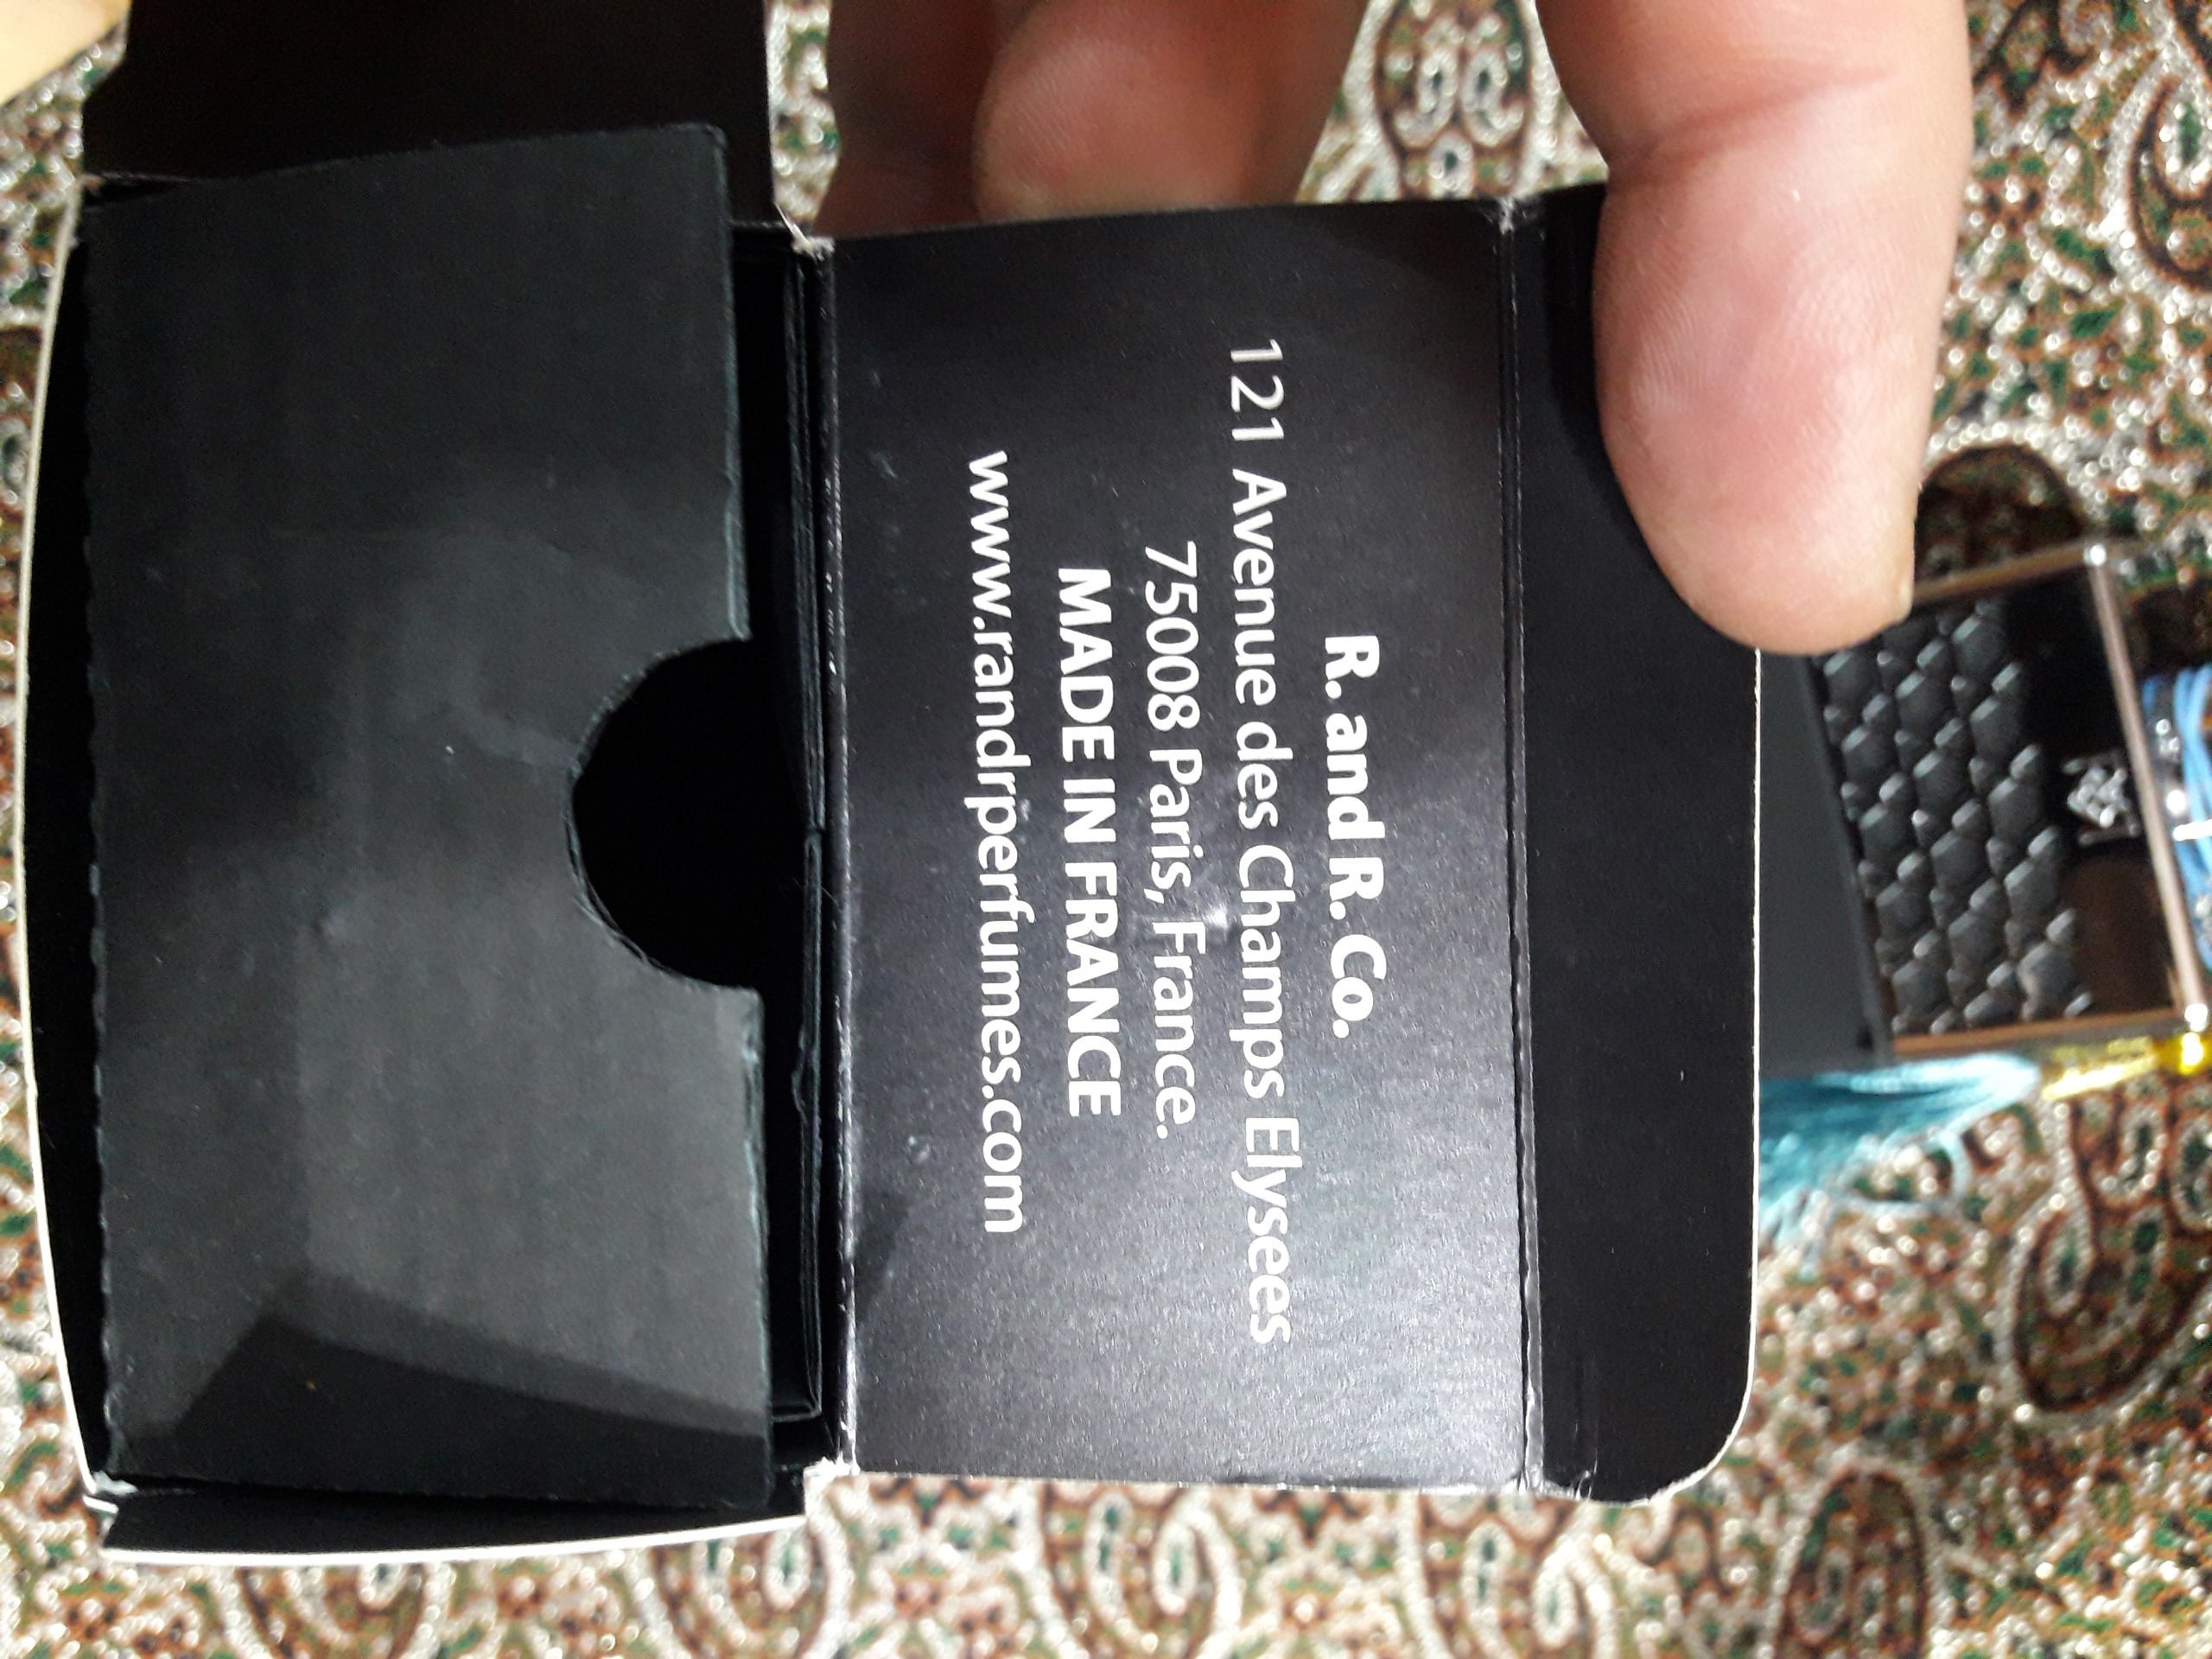 R. and R. Co.
121 Avenue des Champs Elysees
75008 Paris, France.
MADE IN FRANCE
www.randrperfumes.com